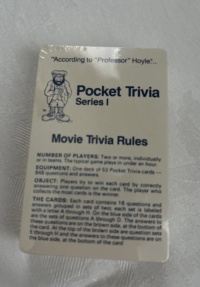 "According to "Professor" Hoyle"...
Pocket Trivia
Series I
Movie Trivia Rules
NUMBER OF PLAYERS: Two or more, individually
or in teams. The typical game plays in under an hour.
EQUIPMENT: One deck of 53 Pocket Trivia cards —
848 questions and answers.
OBJECT: Players try to win each card by correctly
answering one question on the card. The player who
collects the most cards is the winner.
THE CARDS: Each card contains 16 questions and
answers grouped in sets of two; each set is labeled
with a letter A through H. On the blue side of the cards
are the sets of questions A through D. The answers to
these questions are on the brown side, at the bottom of
the card. At the top of the brown side are question sets
E through H and the answers to these questions are on
the blue side, at the bottom of the card